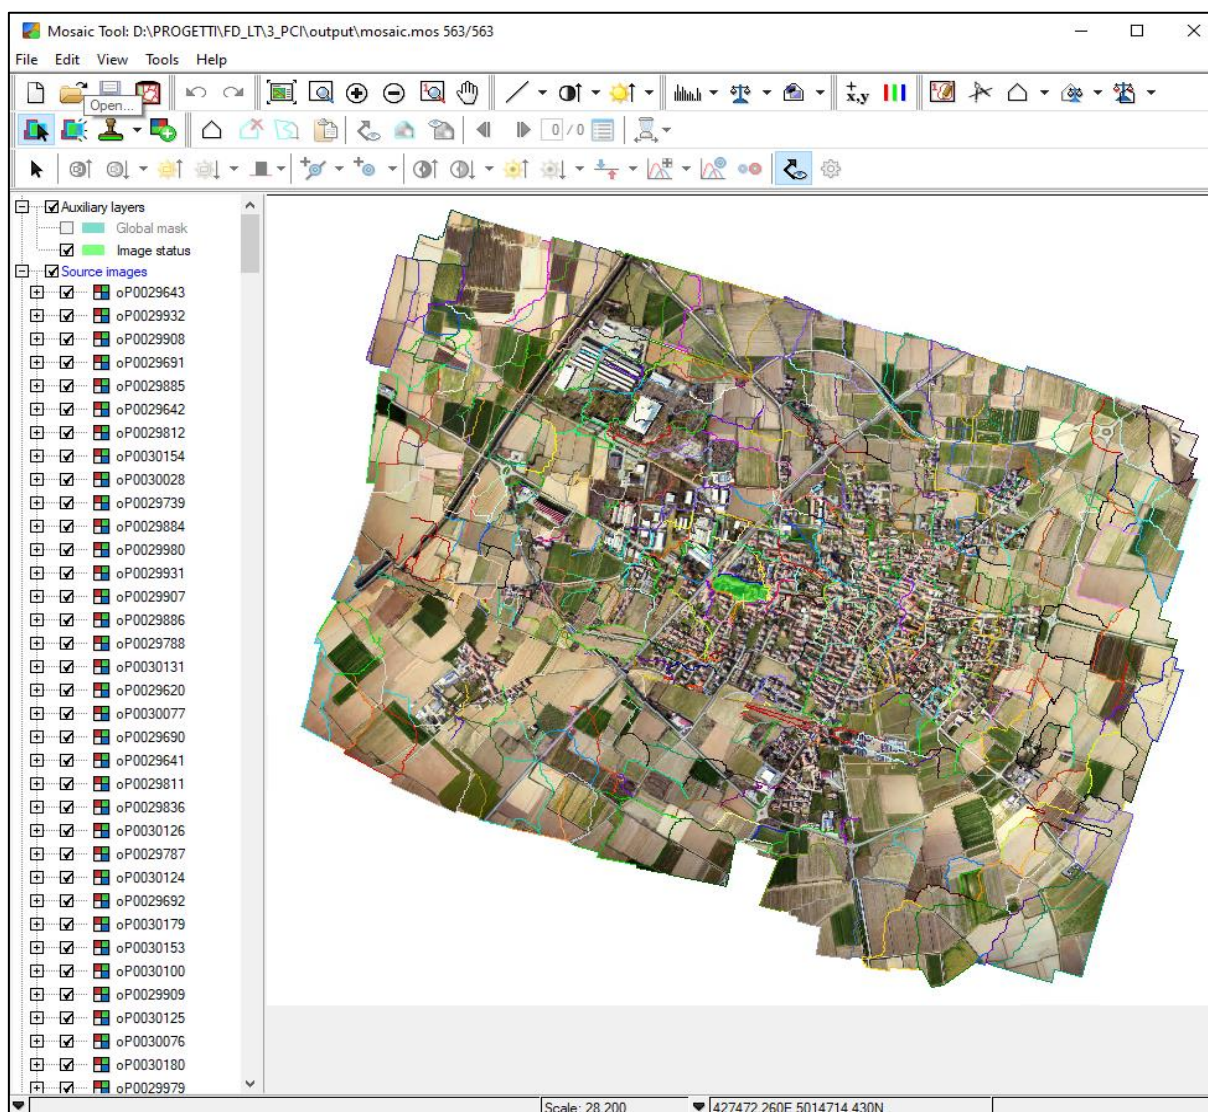 Mosaic Tool: D:\PROGETTI\FD_LT\3_PCI\output\mosaic.mos 563/563
File Edit View Tools Help
Open...
x,y
0 / 0
Auxiliary layers
Global mask
Image status
Source images
oP0029643
oP0029932
oP0029908
oP0029691
oP0029885
oP0029642
oP0029812
oP0030154
oP0030028
oP0029739
oP0029884
oP0029980
oP0029931
oP0029907
oP0029886
oP0029788
oP0030131
oP0029620
oP0030077
oP0029690
oP0029641
oP0029811
oP0029836
oP0030126
oP0029787
oP0030124
oP0029692
oP0030179
oP0030153
oP0030100
oP0029909
oP0030125
oP0030076
oP0030180
oP0029979
Scale: 28,200 427472.260E 5014714.430N